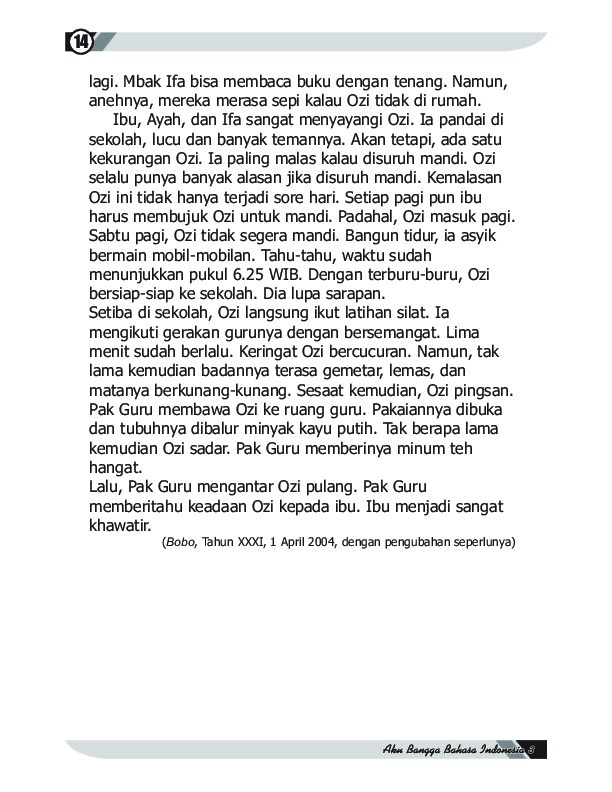 14
lagi. Mbak Ifa bisa membaca buku dengan tenang. Namun,
anehnya, mereka merasa sepi kalau Ozi tidak di rumah.
Ibu, Ayah, dan Ifa sangat menyayangi Ozi. Ia pandai di
sekolah, lucu dan banyak temannya. Akan tetapi, ada satu
kekurangan Ozi. Ia paling malas kalau disuruh mandi. Ozi
selalu punya banyak alasan jika disuruh mandi. Kemalasan
Ozi ini tidak hanya terjadi sore hari. Setiap pagi pun ibu
harus membujuk Ozi untuk mandi. Padahal, Ozi masuk pagi.
Sabtu pagi, Ozi tidak segera mandi. Bangun tidur, ia asyik
bermain mobil-mobilan. Tahu-tahu, waktu sudah
menunjukkan pukul 6.25 WIB. Dengan terburu-buru, Ozi
bersiap-siap ke sekolah. Dia lupa sarapan.
Setiba di sekolah, Ozi langsung ikut latihan silat. Ia
mengikuti gerakan gurunya dengan bersemangat. Lima
menit sudah berlalu. Keringat Ozi bercucuran. Namun, tak
lama kemudian badannya terasa gemetar, lemas, dan
matanya berkunang-kunang. Sesaat kemudian, Ozi pingsan.
Pak Guru membawa Ozi ke ruang guru. Pakaiannya dibuka
dan tubuhnya dibalur minyak kayu putih. Tak berapa lama
kemudian Ozi sadar. Pak Guru memberinya minum teh
hangat.
Lalu, Pak Guru mengantar Ozi pulang. Pak Guru
memberitahu keadaan Ozi kepada ibu. Ibu menjadi sangat
khawatir.
(Bobo, Tahun XXXI, 1 April 2004, dengan pengubahan seperlunya)
Aku Bangga Bahasa Indonesia 3